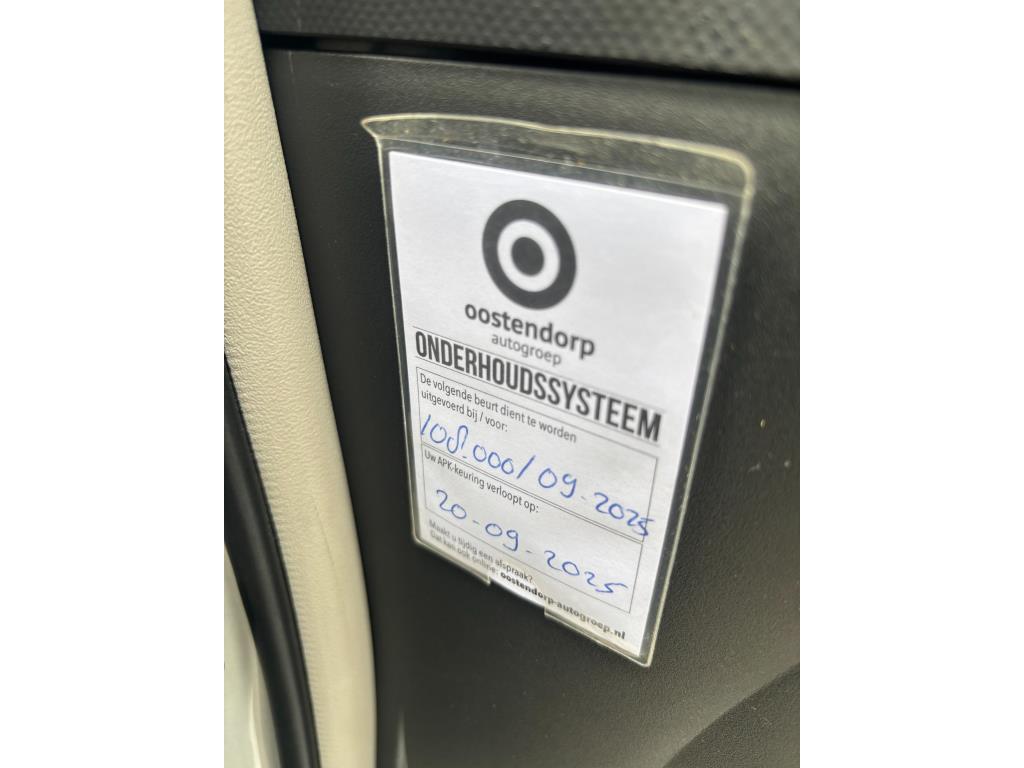 oostendorp
autogroep
ONDERHOUDSSYSTEEM
De volgende beurt dient te worden
uitgevoerd bij / voor:
108.000/09-2025
Uw APK-keuring verloopt op:
20-09-2025
Maakt u tijdig een afspraak?
Dat kan ook online: oostendorp-autogroep.nl